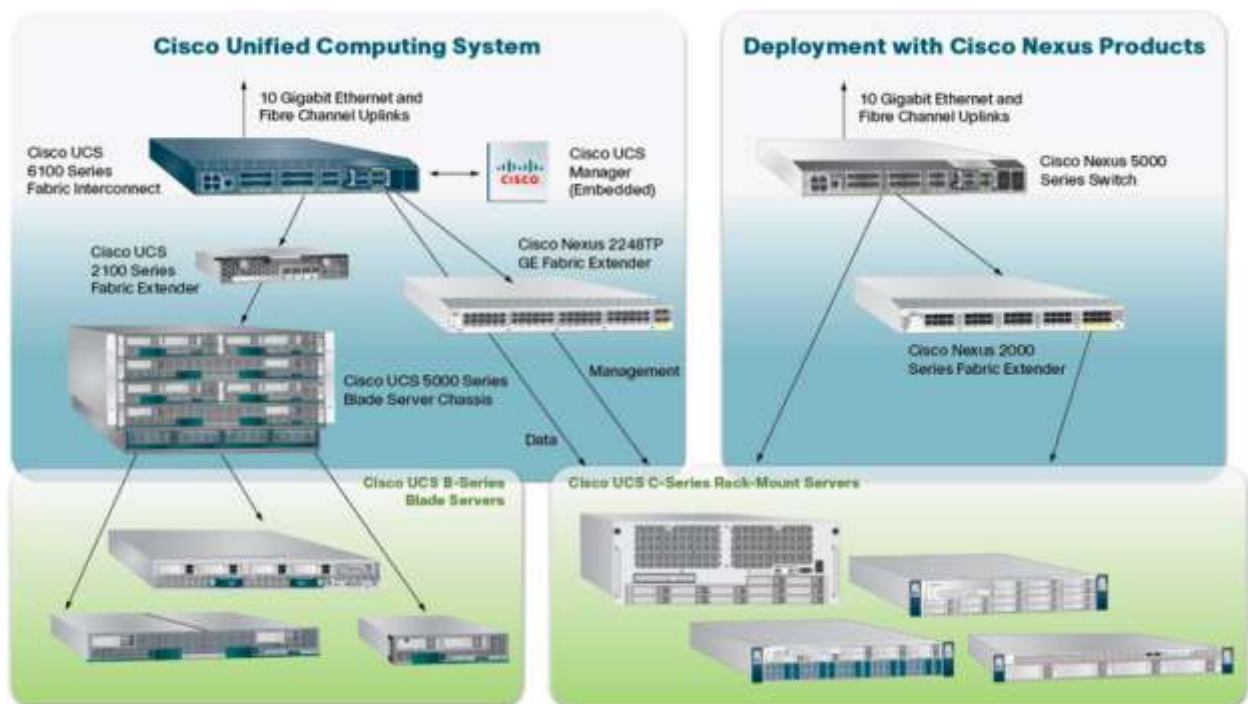 Cisco Unified Computing System
10 Gigabit Ethernet and
Fibre Channel Uplinks
Cisco UCS
6100 Series
Fabric Interconnect
CISCO
Cisco UCS
Manager
(Embedded)
Cisco UCS
2100 Series
Fabric Extender
Cisco Nexus 2248TP
GE Fabric Extender
Cisco UCS 5000 Series
Blade Server Chassis
Management
Data
Deployment with Cisco Nexus Products
10 Gigabit Ethernet and
Fibre Channel Uplinks
Cisco Nexus 5000
Series Switch
Cisco Nexus 2000
Series Fabric Extender
Cisco UCS B-Series
Blade Servers
Cisco UCS C-Series Rack-Mount Servers